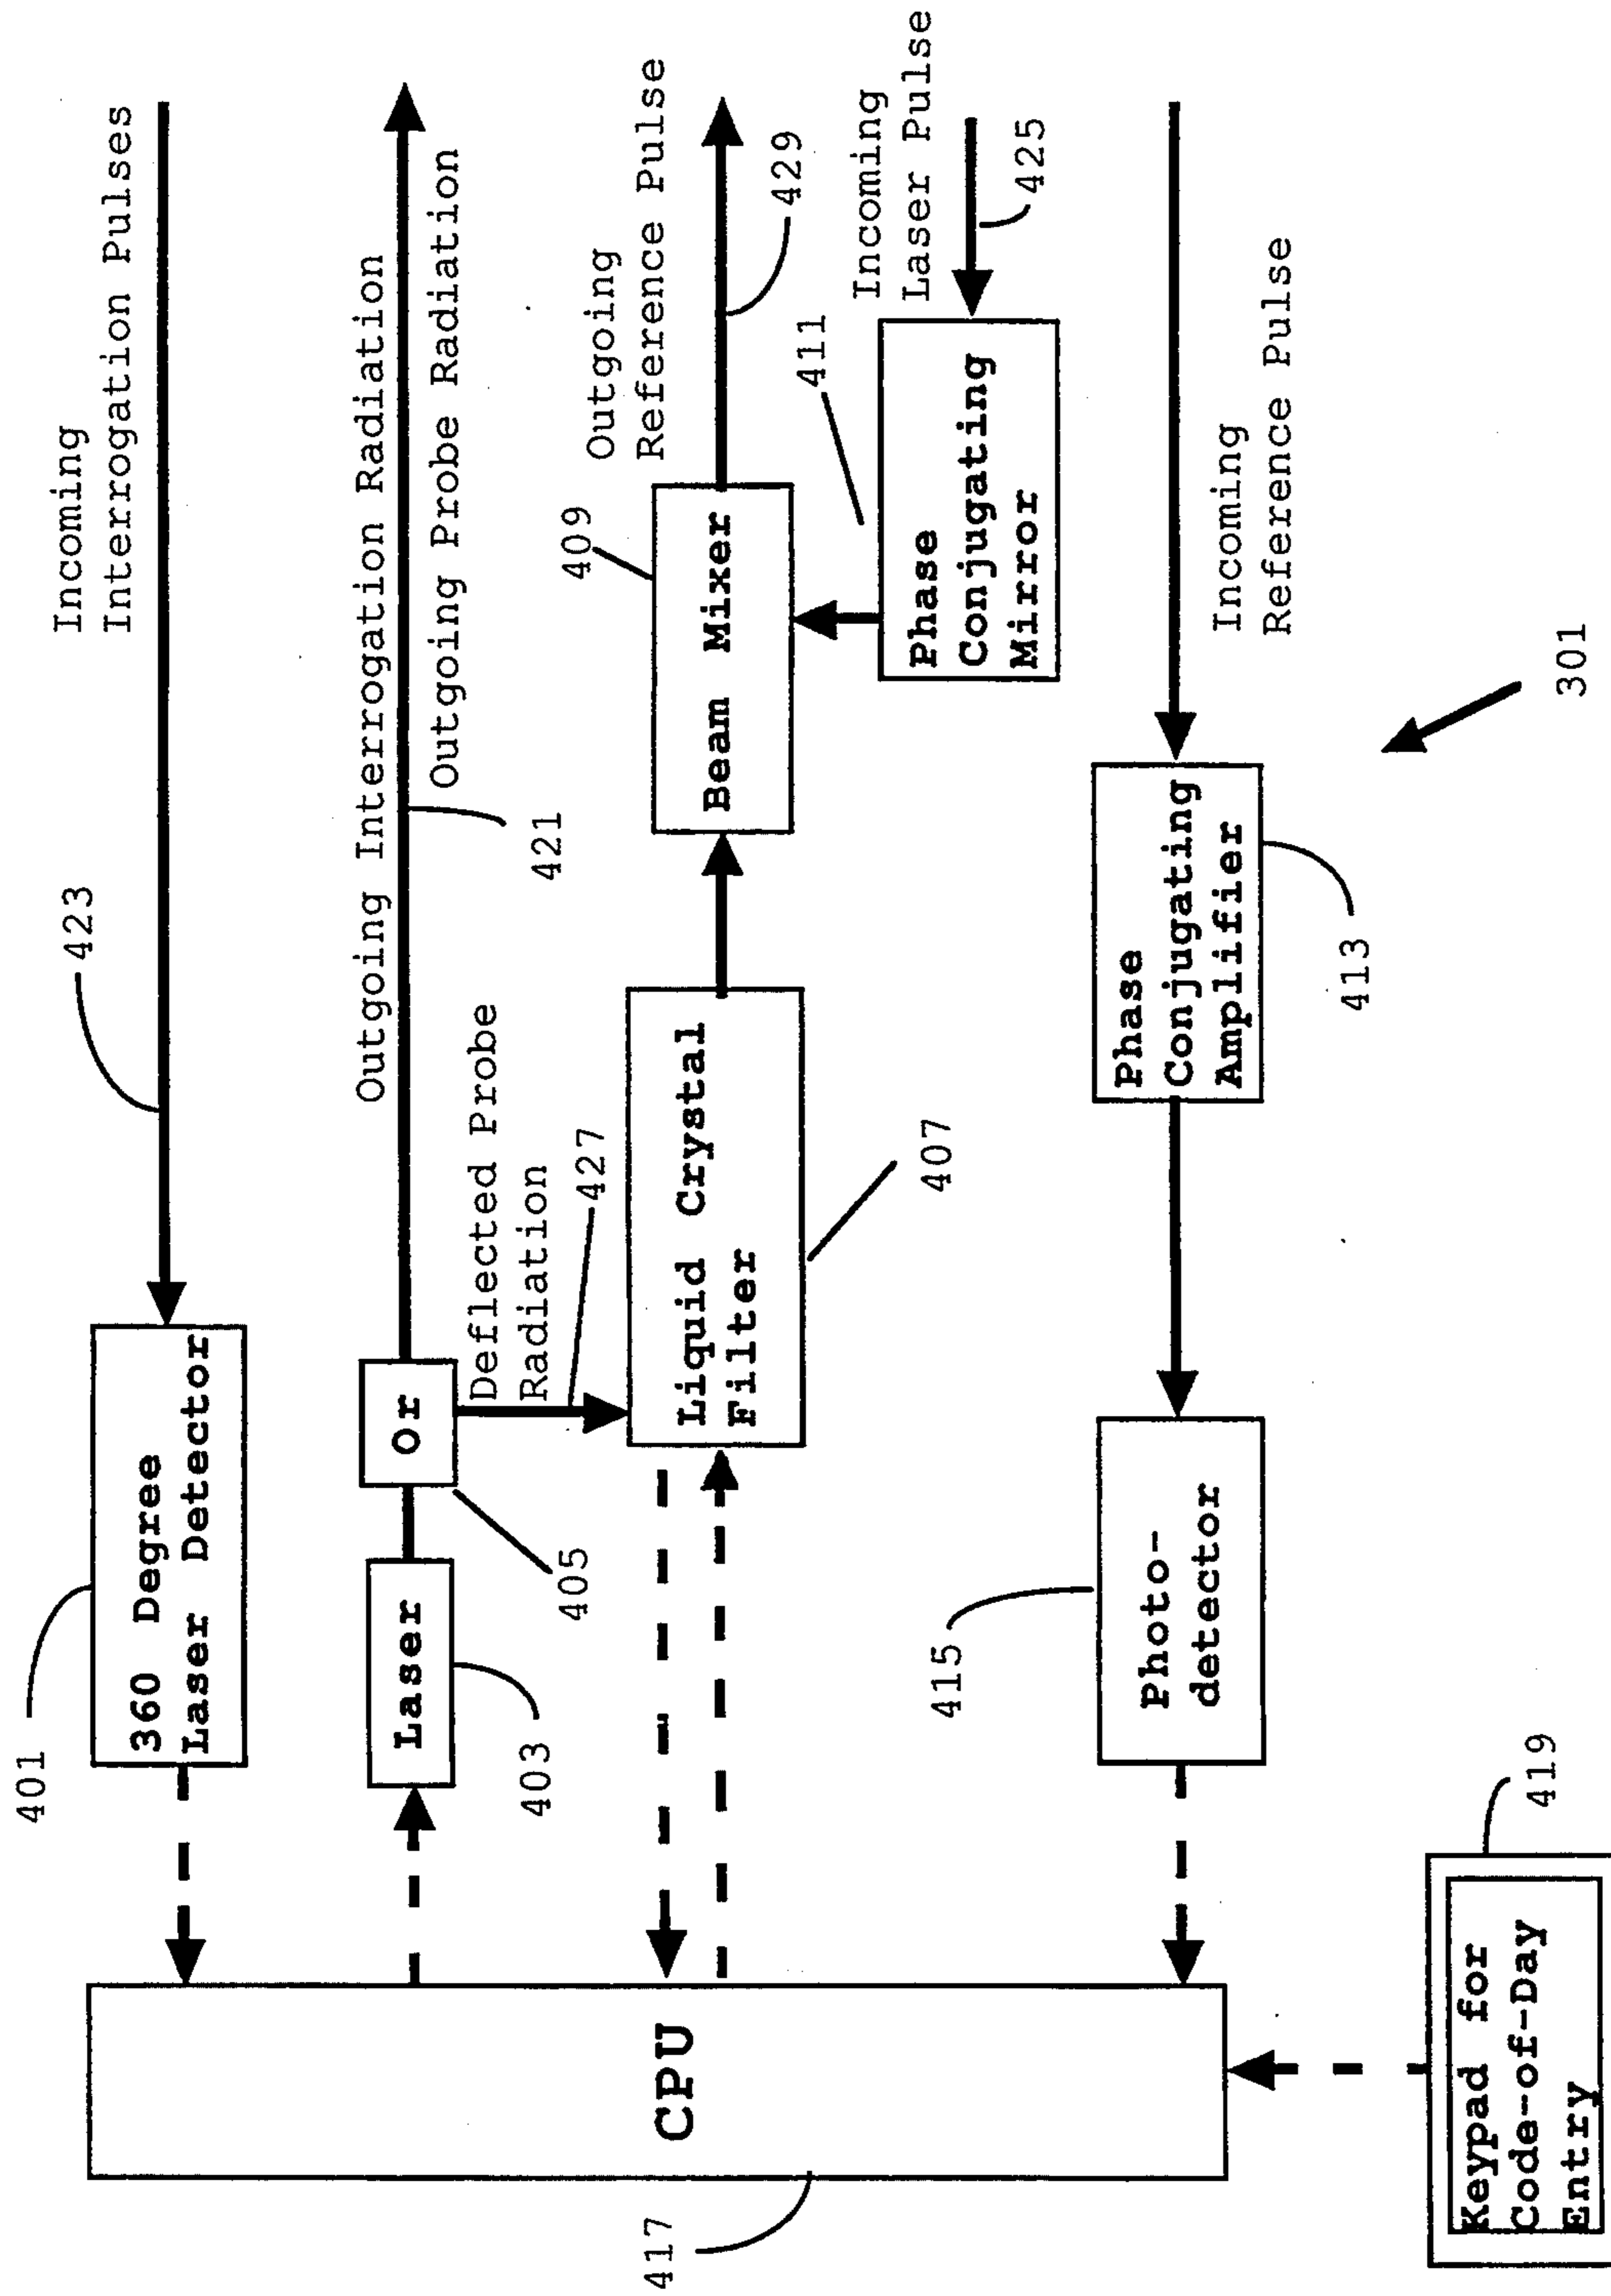 Incoming
Interrogation Pulses
423
401
360 Degree
Laser Detector
Outgoing Interrogation Radiation
Outgoing Probe Radiation
421
Laser
403
Or
405
Deflected Probe
Radiation
427
Outgoing
Reference Pulse
429
409
Beam Mixer
Liquid Crystal
Filter
407
Incoming
Laser Pulse
425
411
Phase
Conjugating
Mirror
CPU
417
415
Photo-
detector
Phase
Conjugating
Amplifier
413
Incoming
Reference Pulse
301
Keypad for
Code-of-Day
Entry
419